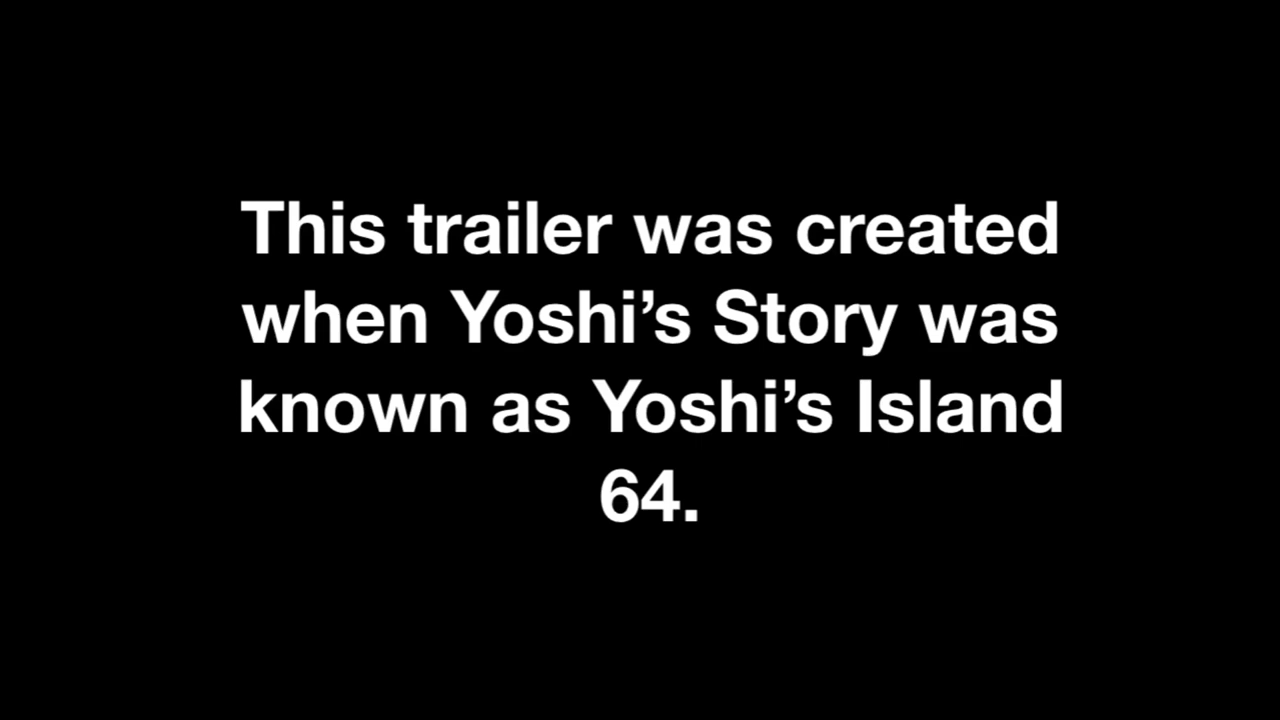 This trailer was created
when Yoshi’s Story was
known as Yoshi’s Island
64.